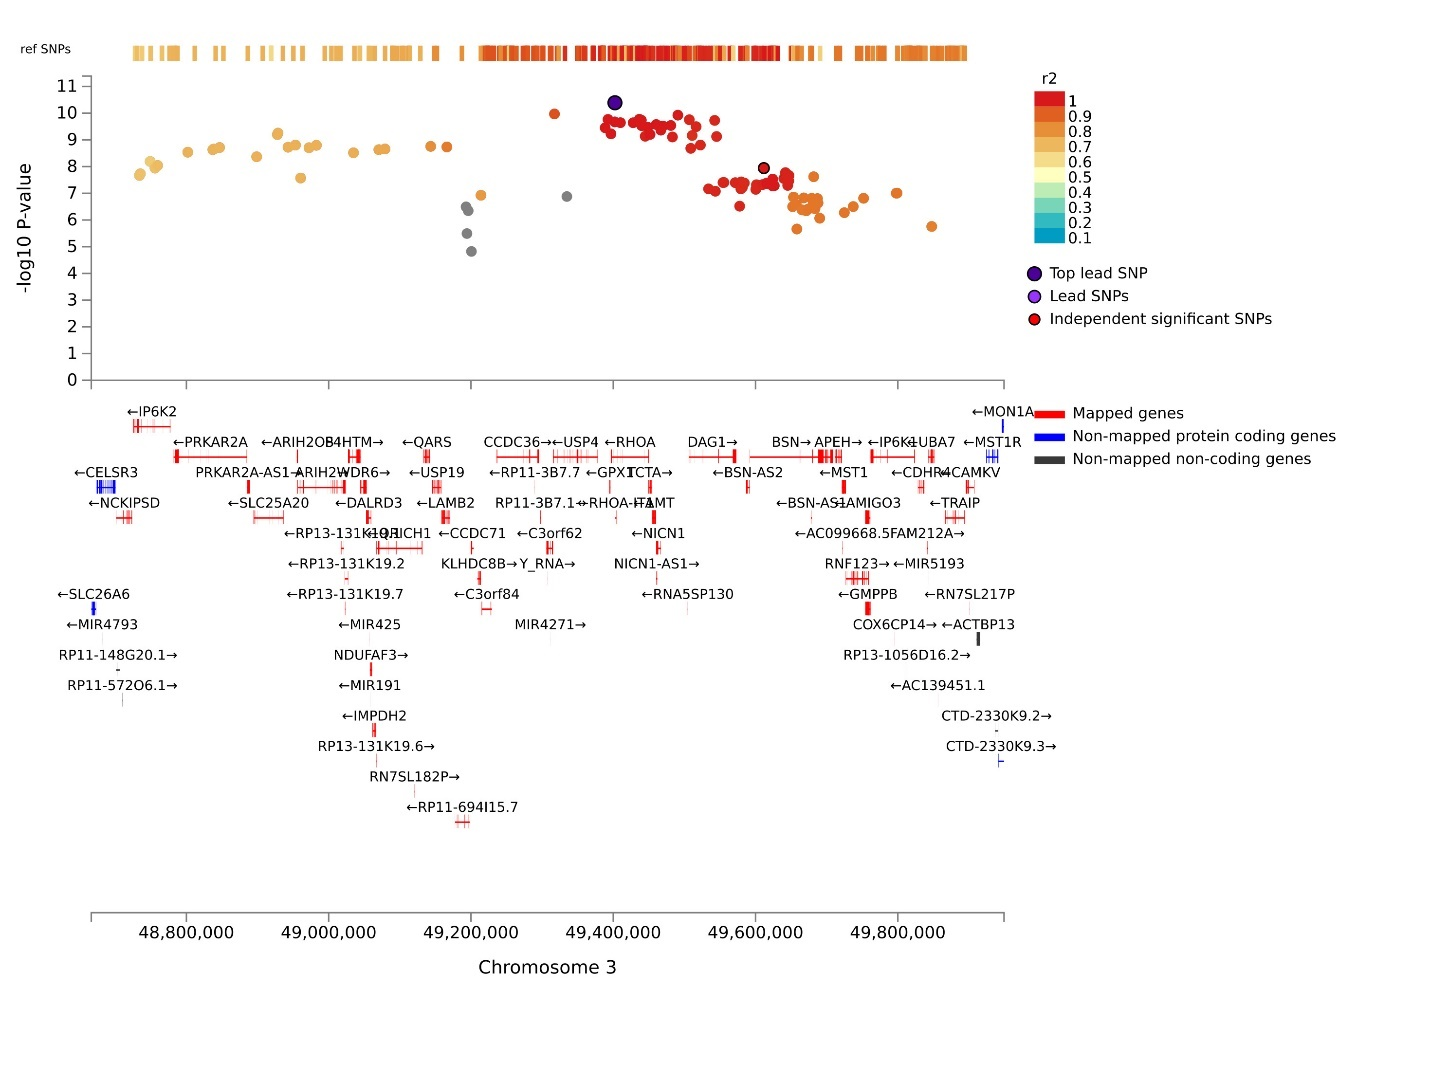 ref SNPs
r2
11
10
9
8
7
6
5
4
3
2
1
0
-log10 P-value
1
0.9
0.8
0.7
0.6
0.5
0.4
0.3
0.2
0.1
Top lead SNP
Lead SNPs
Independent significant SNPs
Mapped genes
Non-mapped protein coding genes
Non-mapped non-coding genes
←IP6K2 ←MON1A
←PRKAR2A ←ARIH2OS P4HTM→ ←QARS CCDC36→ ←USP4 ←RHOA DAG1→ BSN→ APEH→ ←IP6K1 ←UBA7 ←MST1R
←CELSR3 PRKAR2A-AS1→ ARIH2→ WDR6→ ←USP19 ←RP11-3B7.7 ←GPX1 TCTA→ ←BSN-AS2 ←MST1 ←CDHR4 ←CAMKV
←NCKIPSD ←SLC25A20 ←DALRD3 ←LAMB2 RP11-3B7.1→ ←RHOA-IT1 ←AMT ←BSN-AS1 ←AMIGO3 ←TRAIP
←RP13-131K19.1 ←QRICH1 ←CCDC71 ←C3orf62 ←NICN1 ←AC099668.5 FAM212A→
←RP13-131K19.2 KLHDC8B→ Y_RNA→ NICN1-AS1→ RNF123→ ←MIR5193
←SLC26A6 ←RP13-131K19.7 ←C3orf84 ←RNA5SP130 ←GMPPB ←RN7SL217P
←MIR4793 ←MIR425 MIR4271→ COX6CP14→ ←ACTBP13
RP11-148G20.1→ NDUFAF3→ RP13-1056D16.2→
RP11-572O6.1→ ←MIR191 ←AC139451.1
←IMPDH2 CTD-2330K9.2→
RP13-131K19.6→ CTD-2330K9.3→
RN7SL182P→
←RP11-694I15.7
48,800,000 49,000,000 49,200,000 49,400,000 49,600,000 49,800,000
Chromosome 3